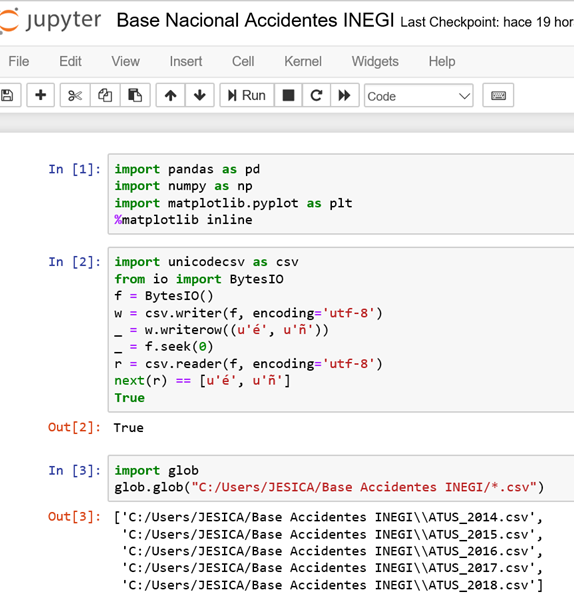 jupyter Base Nacional Accidentes INEGI Last Checkpoint: hace 19 hor
File Edit View Insert Cell Kernel Widgets Help
Run Code
In [1]: import pandas as pd
import numpy as np
import matplotlib.pyplot as plt
%matplotlib inline
In [2]: import unicodecsv as csv
from io import BytesIO
f = BytesIO()
w = csv.writer(f, encoding='utf-8')
_ = w.writerow((u'é', u'ñ'))
_ = f.seek(0)
r = csv.reader(f, encoding='utf-8')
next(r) == [u'é', u'ñ']
True
Out[2]: True
In [3]: import glob
glob.glob("C:/Users/JESICA/Base Accidentes INEGI/*.csv")
Out[3]: ['C:/Users/JESICA/Base Accidentes INEGI\\ATUS_2014.csv',
'C:/Users/JESICA/Base Accidentes INEGI\\ATUS_2015.csv',
'C:/Users/JESICA/Base Accidentes INEGI\\ATUS_2016.csv',
'C:/Users/JESICA/Base Accidentes INEGI\\ATUS_2017.csv',
'C:/Users/JESICA/Base Accidentes INEGI\\ATUS_2018.csv']